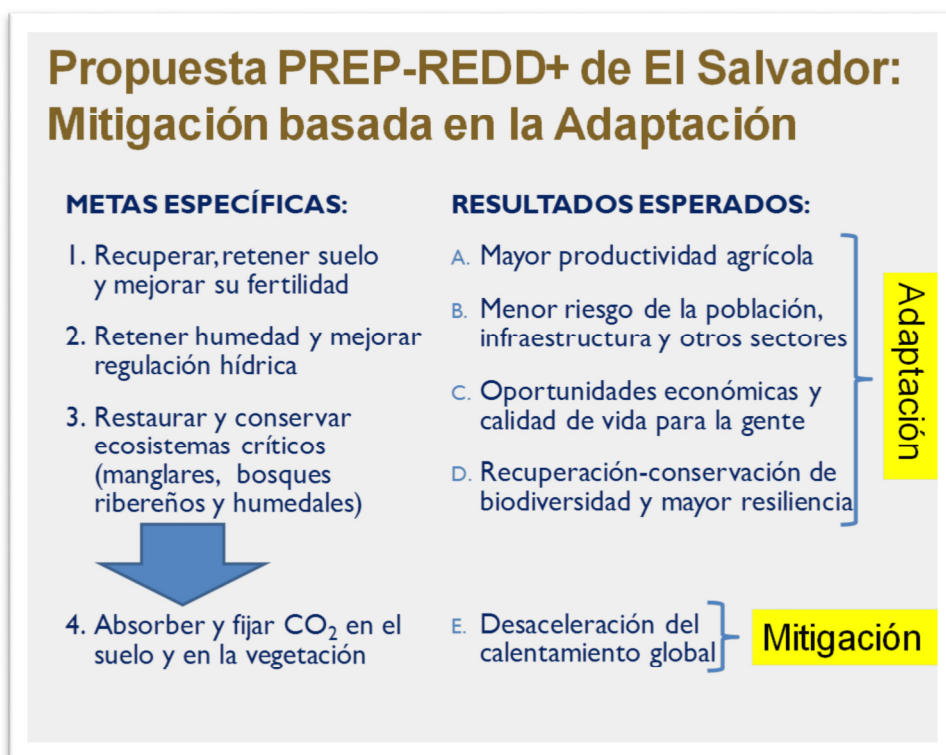 Propuesta PREP-REDD+ de El Salvador:
Mitigación basada en la Adaptación
METAS ESPECÍFICAS:
1. Recuperar, retener suelo
y mejorar su fertilidad
2. Retener humedad y mejorar
regulación hídrica
3. Restaurar y conservar
ecosistemas críticos
(manglares, bosques
ribereños y humedales)
4. Absorber y fijar CO₂ en el
suelo y en la vegetación
RESULTADOS ESPERADOS:
A. Mayor productividad agrícola
B. Menor riesgo de la población,
infraestructura y otros sectores
C. Oportunidades económicas y
calidad de vida para la gente
D. Recuperación-conservación de
biodiversidad y mayor resiliencia
Adaptación
E. Desaceleración del
calentamiento global
Mitigación